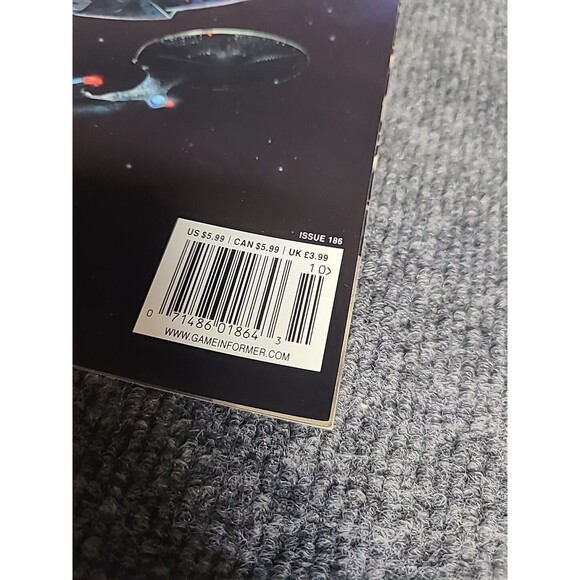 ISSUE 186
US $5.99 | CAN $5.99 | UK £3.99
10>
0 71486 01864 3
WWW.GAMEINFORMER.COM